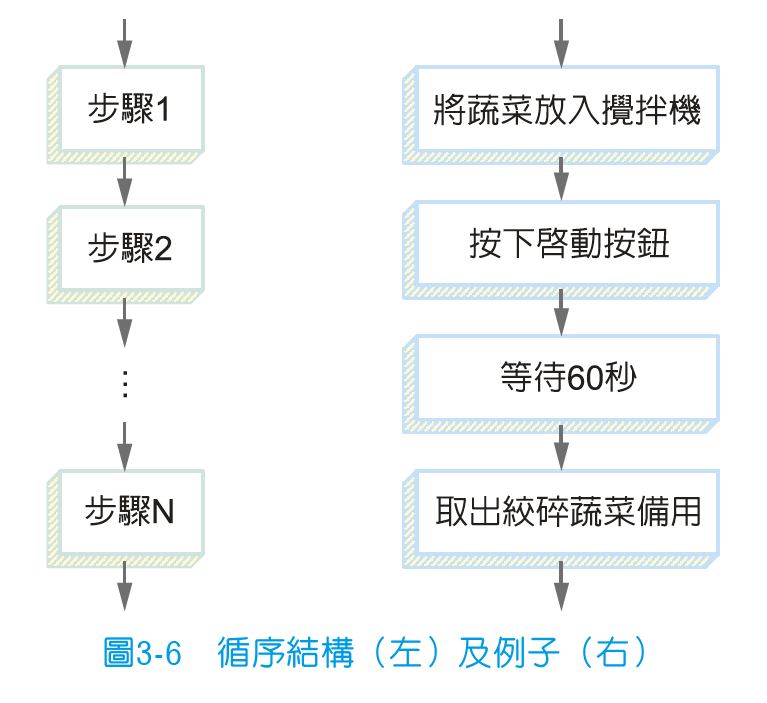 步驟1
步驟2
⋮
步驟N
將蔬菜放入攪拌機
按下啓動按鈕
等待60秒
取出絞碎蔬菜備用
圖3-6　循序結構（左）及例子（右）